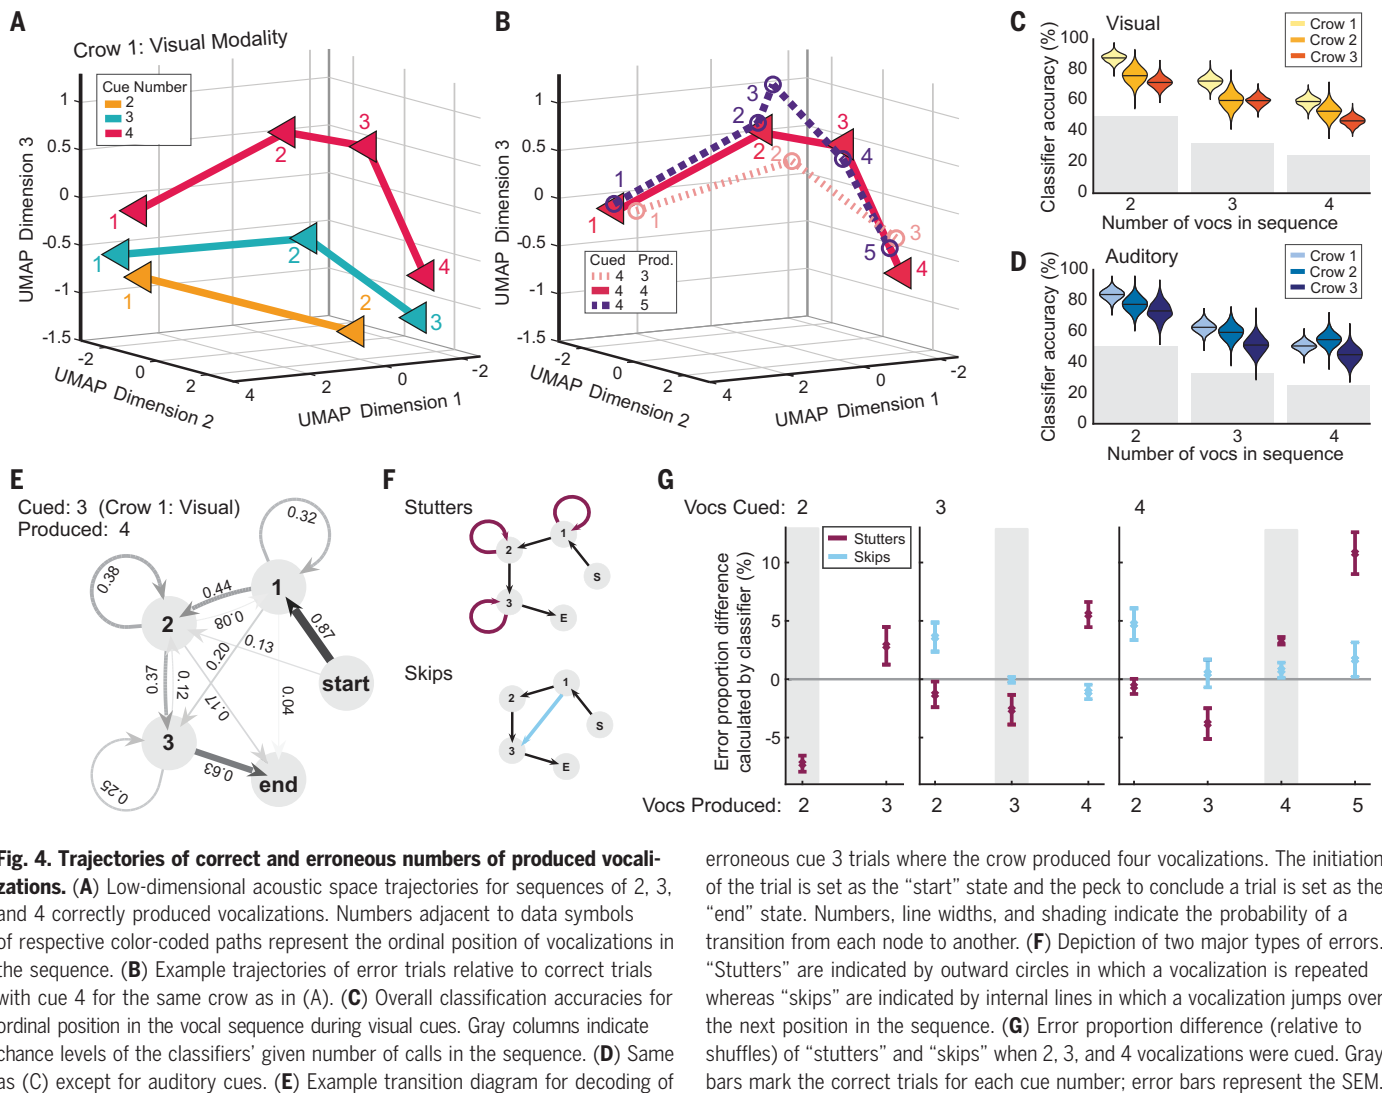 A
Crow 1: Visual Modality
Cue Number
2
3
4
UMAP Dimension 3
1
0.5
0
-0.5
-1
-1.5
1
2
3
4
1
2
3
1
2
-2
0
2
4
UMAP Dimension 2
2
0
-2
UMAP Dimension 1
B
UMAP Dimension 3
1
0.5
0
-0.5
-1
-1.5
1
2
3
4
5
1
2
3
4
1
2
3
Cued Prod.
4 3
4 4
4 5
-2
0
2
4
UMAP Dimension 2
2
0
-2
UMAP Dimension 1
C
Visual
Crow 1
Crow 2
Crow 3
Classifier accuracy (%)
100
80
60
40
20
0
2 3 4
Number of vocs in sequence
D
Auditory
Crow 1
Crow 2
Crow 3
Classifier accuracy (%)
100
80
60
40
20
0
2 3 4
Number of vocs in sequence
E
Cued: 3 (Crow 1: Visual)
Produced: 4
0.32
0.38
0.44
0.08
0.87
0.13
0.20
0.37
0.12
0.17
0.04
0.63
0.25
1
2
3
start
end
F
Stutters
1
2
3
S
E
Skips
1
2
3
S
E
G
Vocs Cued: 2 3 4
Stutters
Skips
Error proportion difference
calculated by classifier (%)
10
5
0
-5
Vocs Produced: 2 3 2 3 4 2 3 4 5
Fig. 4. Trajectories of correct and erroneous numbers of produced vocali-
zations. (A) Low-dimensional acoustic space trajectories for sequences of 2, 3,
and 4 correctly produced vocalizations. Numbers adjacent to data symbols
of respective color-coded paths represent the ordinal position of vocalizations in
the sequence. (B) Example trajectories of error trials relative to correct trials
with cue 4 for the same crow as in (A). (C) Overall classification accuracies for
ordinal position in the vocal sequence during visual cues. Gray columns indicate
chance levels of the classifiers' given number of calls in the sequence. (D) Same
as (C) except for auditory cues. (E) Example transition diagram for decoding of
erroneous cue 3 trials where the crow produced four vocalizations. The initiation
of the trial is set as the "start" state and the peck to conclude a trial is set as the
"end" state. Numbers, line widths, and shading indicate the probability of a
transition from each node to another. (F) Depiction of two major types of errors.
"Stutters" are indicated by outward circles in which a vocalization is repeated
whereas "skips" are indicated by internal lines in which a vocalization jumps over
the next position in the sequence. (G) Error proportion difference (relative to
shuffles) of "stutters" and "skips" when 2, 3, and 4 vocalizations were cued. Gray
bars mark the correct trials for each cue number; error bars represent the SEM.